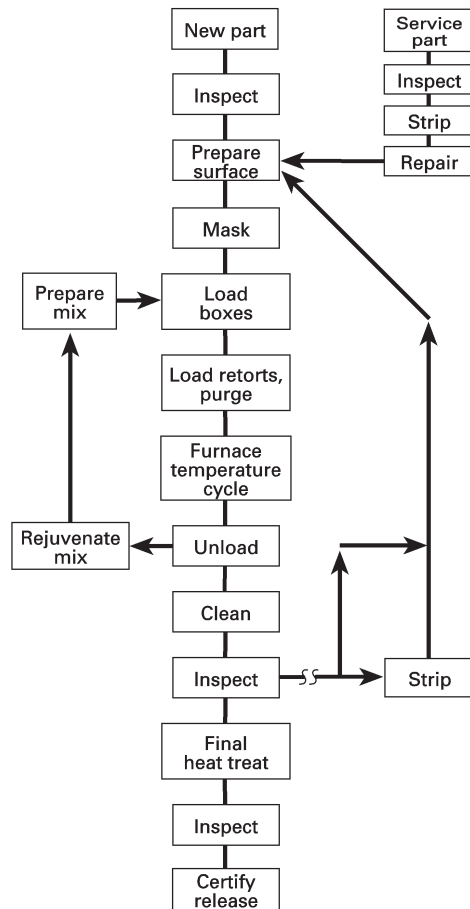 New part
Inspect
Prepare
surface
Mask
Load
boxes
Load retorts,
purge
Furnace
temperature
cycle
Unload
Clean
Inspect
Final
heat treat
Inspect
Certify
release
Service
part
Inspect
Strip
Repair
Prepare
mix
Rejuvenate
mix
Strip